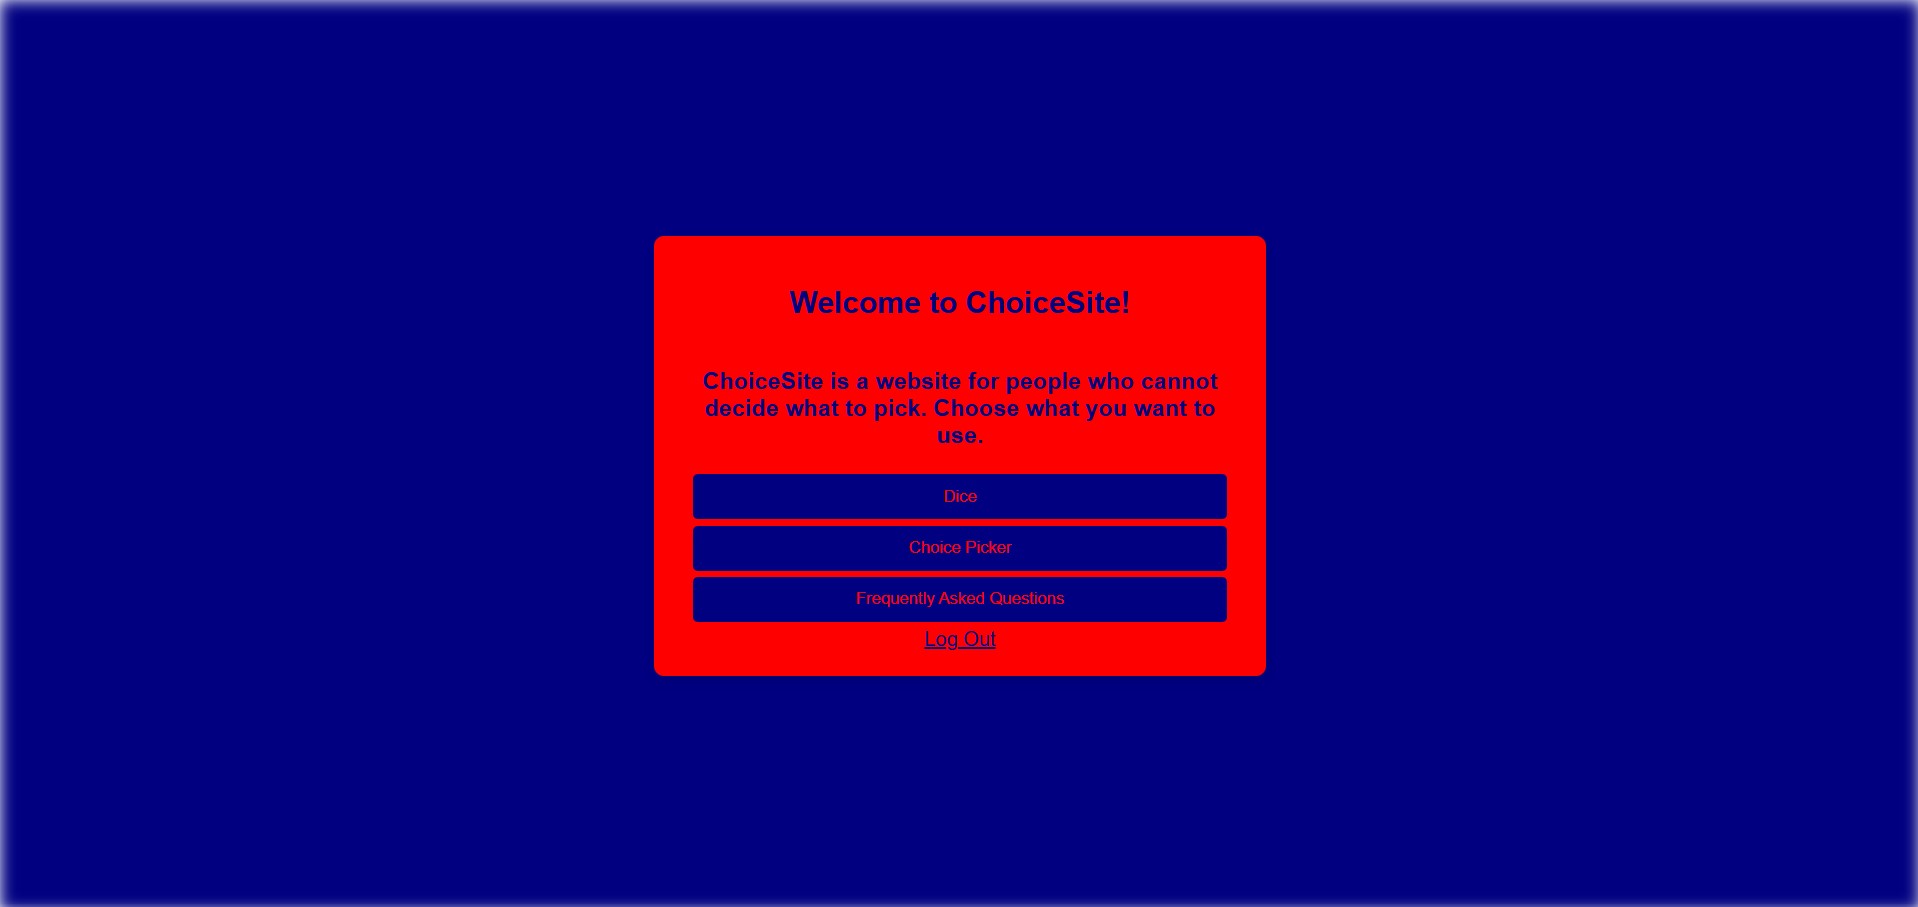 Welcome to ChoiceSite!
ChoiceSite is a website for people who cannot
decide what to pick. Choose what you want to
use.
Dice
Choice Picker
Frequently Asked Questions
Log Out